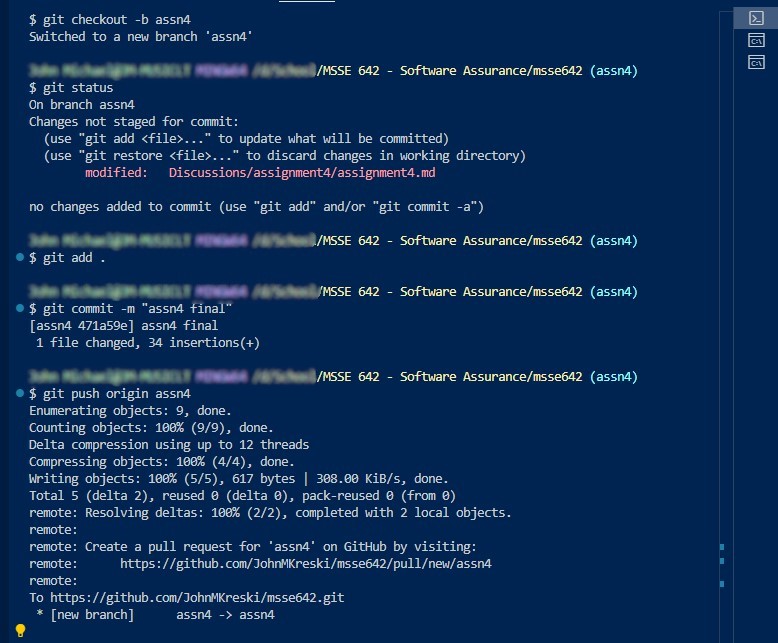 $ git checkout -b assn4
Switched to a new branch 'assn4'
/MSSE 642 - Software Assurance/msse642 (assn4)
$ git status
On branch assn4
Changes not staged for commit:
(use "git add <file>..." to update what will be committed)
(use "git restore <file>..." to discard changes in working directory)
modified: Discussions/assignment4/assignment4.md
no changes added to commit (use "git add" and/or "git commit -a")
/MSSE 642 - Software Assurance/msse642 (assn4)
$ git add .
/MSSE 642 - Software Assurance/msse642 (assn4)
$ git commit -m "assn4 final"
[assn4 471a59e] assn4 final
1 file changed, 34 insertions(+)
/MSSE 642 - Software Assurance/msse642 (assn4)
$ git push origin assn4
Enumerating objects: 9, done.
Counting objects: 100% (9/9), done.
Delta compression using up to 12 threads
Compressing objects: 100% (4/4), done.
Writing objects: 100% (5/5), 617 bytes | 308.00 KiB/s, done.
Total 5 (delta 2), reused 0 (delta 0), pack-reused 0 (from 0)
remote: Resolving deltas: 100% (2/2), completed with 2 local objects.
remote:
remote: Create a pull request for 'assn4' on GitHub by visiting:
remote: https://github.com/JohnMKreski/msse642/pull/new/assn4
remote:
To https://github.com/JohnMKreski/msse642.git
* [new branch] assn4 -> assn4